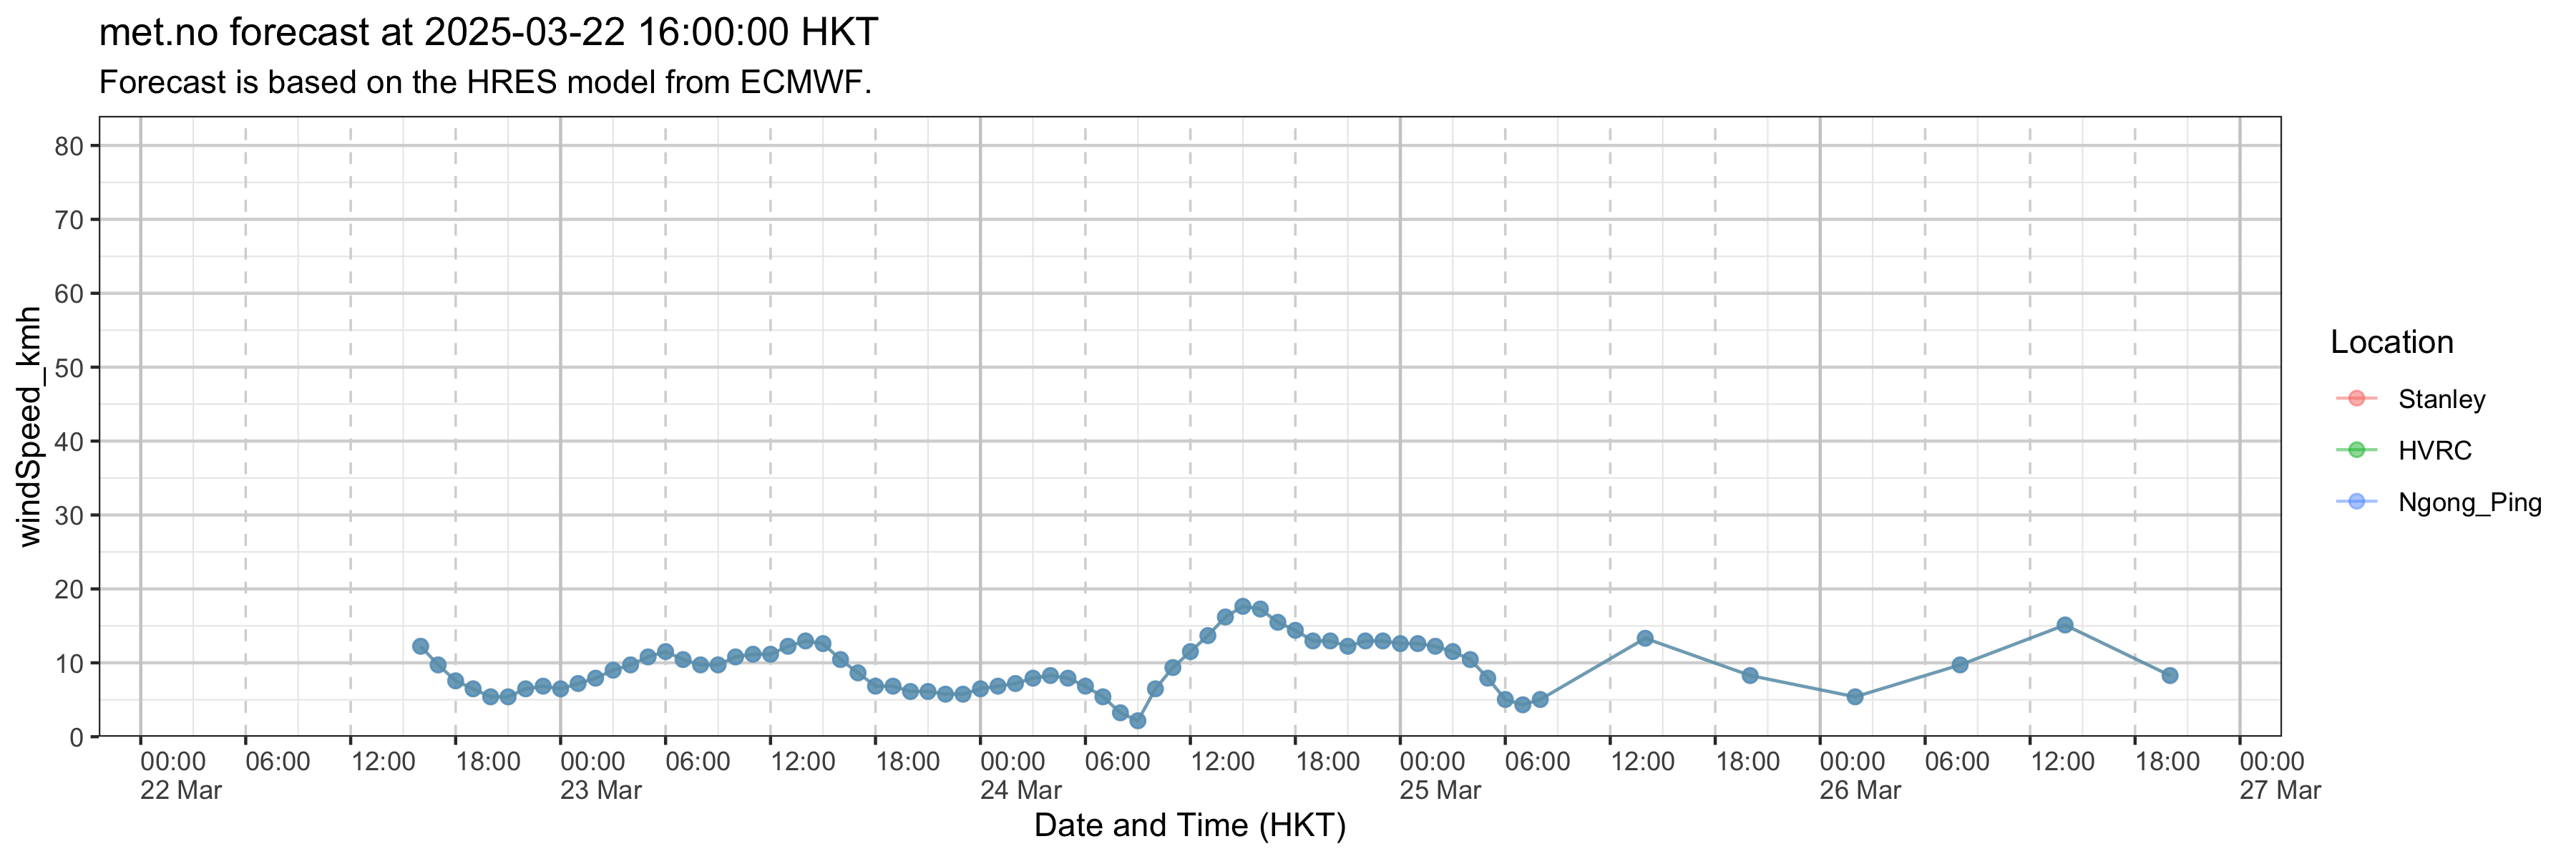 met.no forecast at 2025-03-22 16:00:00 HKT
Forecast is based on the HRES model from ECMWF.
windSpeed_kmh
80
70
60
50
40
30
20
10
0
00:00 06:00 12:00 18:00 00:00 06:00 12:00 18:00 00:00 06:00 12:00 18:00 00:00 06:00 12:00 18:00 00:00 06:00 12:00 18:00 00:00
22 Mar 23 Mar 24 Mar 25 Mar 26 Mar 27 Mar
Date and Time (HKT)
Location
Stanley
HVRC
Ngong_Ping